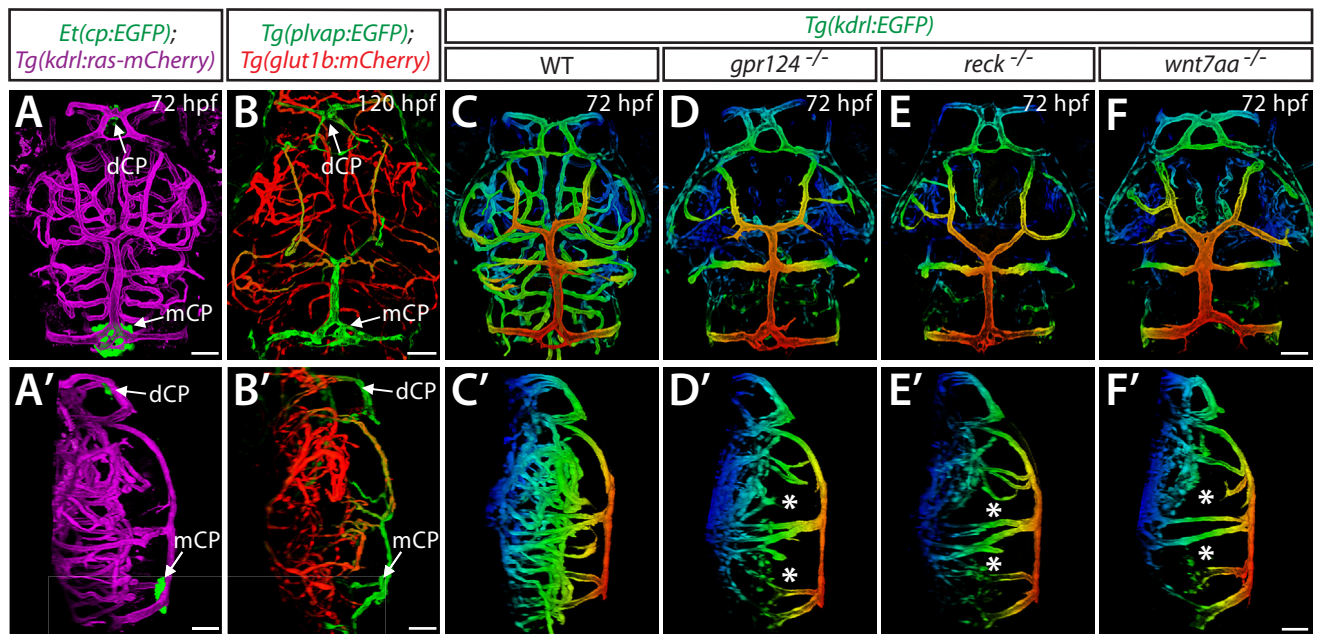 Et(cp:EGFP);
Tg(kdrl:ras-mCherry)
Tg(plvap:EGFP);
Tg(glut1b:mCherry)
Tg(kdrl:EGFP)
WT
gpr124 -/-
reck -/-
wnt7aa -/-
A
72 hpf
dCP
mCP
B
120 hpf
dCP
mCP
C
72 hpf
D
72 hpf
E
72 hpf
F
72 hpf
A′
dCP
mCP
B′
dCP
mCP
C′
D′
*
*
E′
*
*
F′
*
*